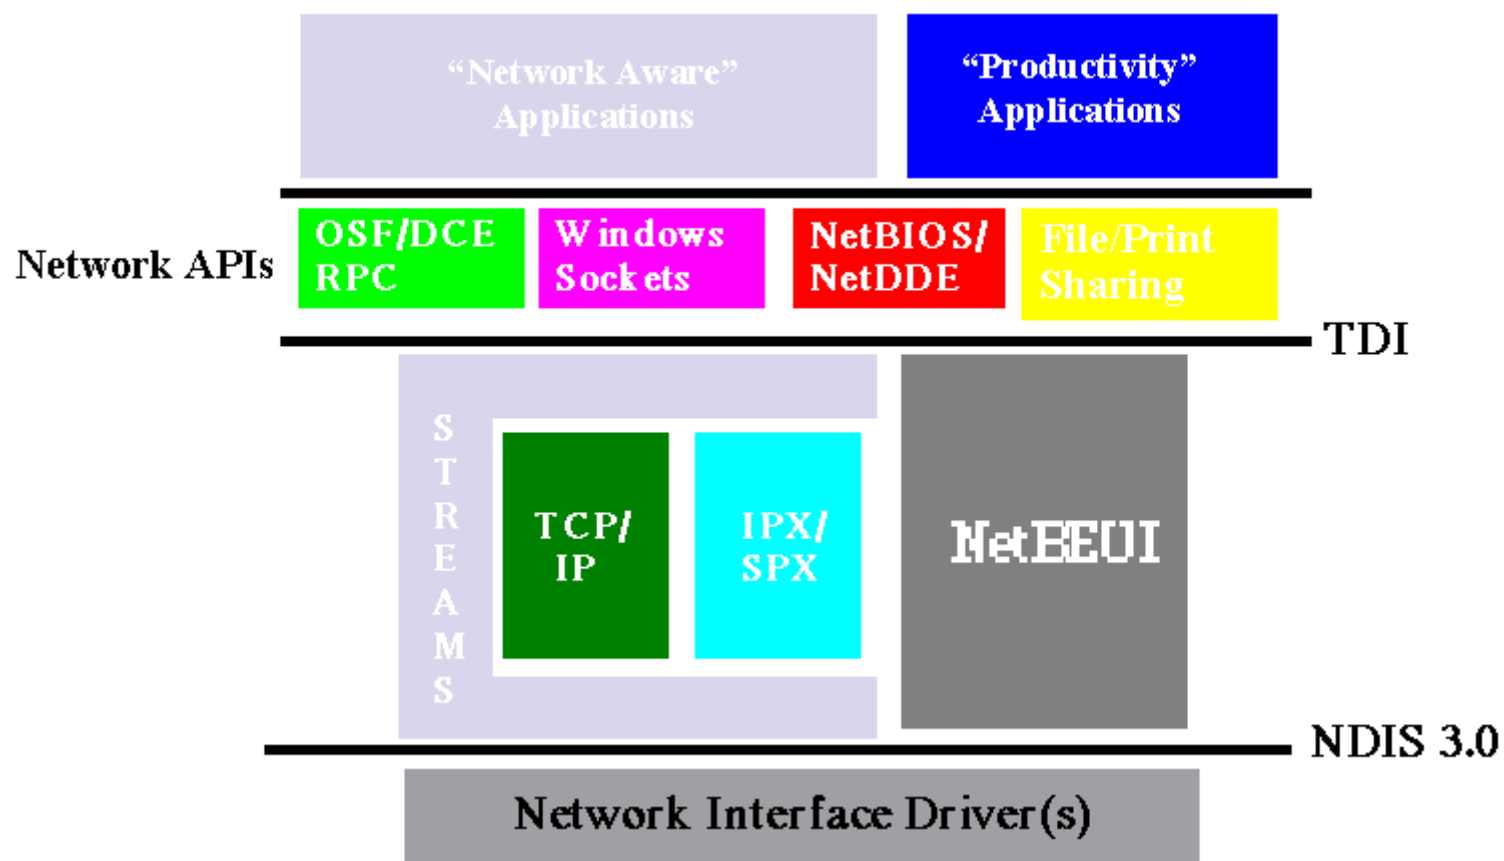 “Network Aware”
Applications
“Productivity”
Applications
Network APIs
OSF/DCE
RPC
Windows
Sockets
NetBIOS/
NetDDE
File/Print
Sharing
TDI
STREAMS
TCP/
IP
IPX/
SPX
NetBEUI
NDIS 3.0
Network Interface Driver(s)